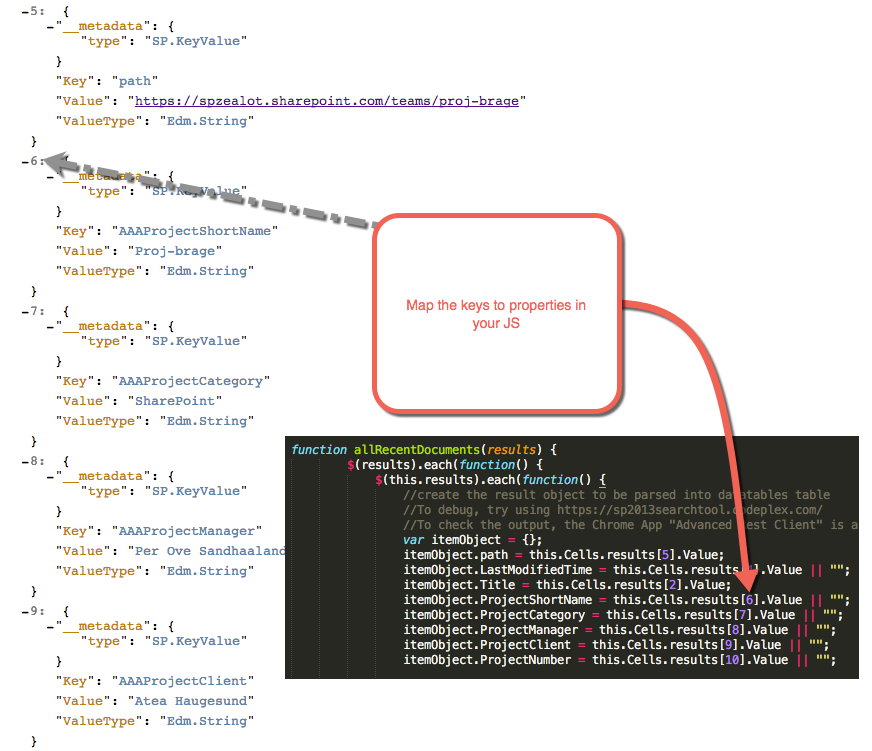 –5: {
–"__metadata": {
"type": "SP.KeyValue"
}
"Key": "path"
"Value": "https://spzealot.sharepoint.com/teams/proj-brage"
"ValueType": "Edm.String"
}
–6: {
–"__metadata": {
"type": "SP.KeyValue"
}
"Key": "AAAProjectShortName"
"Value": "Proj-brage"
"ValueType": "Edm.String"
}
–7: {
–"__metadata": {
"type": "SP.KeyValue"
}
"Key": "AAAProjectCategory"
"Value": "SharePoint"
"ValueType": "Edm.String"
}
–8: {
–"__metadata": {
"type": "SP.KeyValue"
}
"Key": "AAAProjectManager"
"Value": "Per Ove Sandhaaland
"ValueType": "Edm.String"
}
–9: {
–"__metadata": {
"type": "SP.KeyValue"
}
"Key": "AAAProjectClient"
"Value": "Atea Haugesund"
"ValueType": "Edm.String"
}
Map the keys to properties in
your JS
function allRecentDocuments(results) {
$(results).each(function() {
$(this.results).each(function() {
//create the result object to be parsed into datatables table
//To debug, try using https://sp2013searchtool.codeplex.com/
//To check the output, the Chrome App "Advanced Rest Client" is a
var itemObject = {};
itemObject.path = this.Cells.results[5].Value;
itemObject.LastModifiedTime = this.Cells.results ].Value || "";
itemObject.Title = this.Cells.results[2].Value;
itemObject.ProjectShortName = this.Cells.results[6].Value || "";
itemObject.ProjectCategory = this.Cells.results[7].Value || "";
itemObject.ProjectManager = this.Cells.results[8].Value || "";
itemObject.ProjectClient = this.Cells.results[9].Value || "";
itemObject.ProjectNumber = this.Cells.results[10].Value || "";